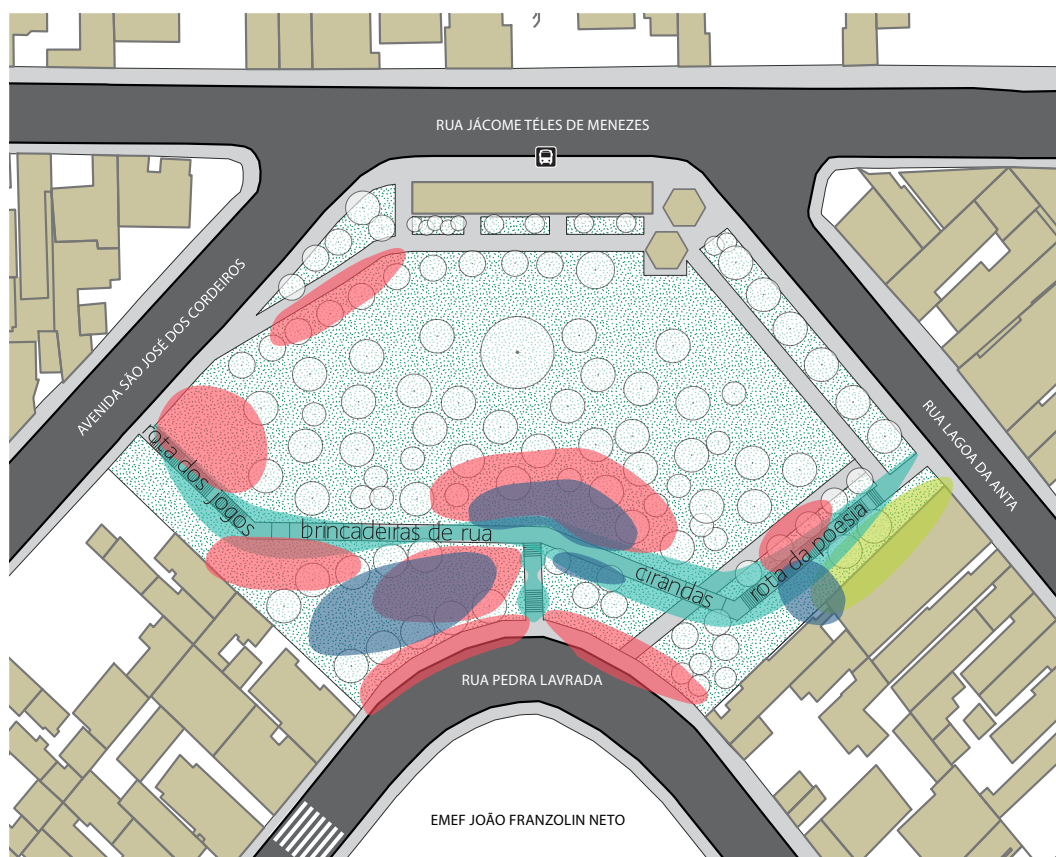 RUA JÁCOME TÉLES DE MENEZES
AVENIDA SÃO JOSÉ DOS CORDEIROS
RUA LAGOA DA ANTA
rota dos jogos
brincadeiras de rua
cirandas
rota da poesia
RUA PEDRA LAVRADA
EMEF JOÃO FRANZOLIN NETO